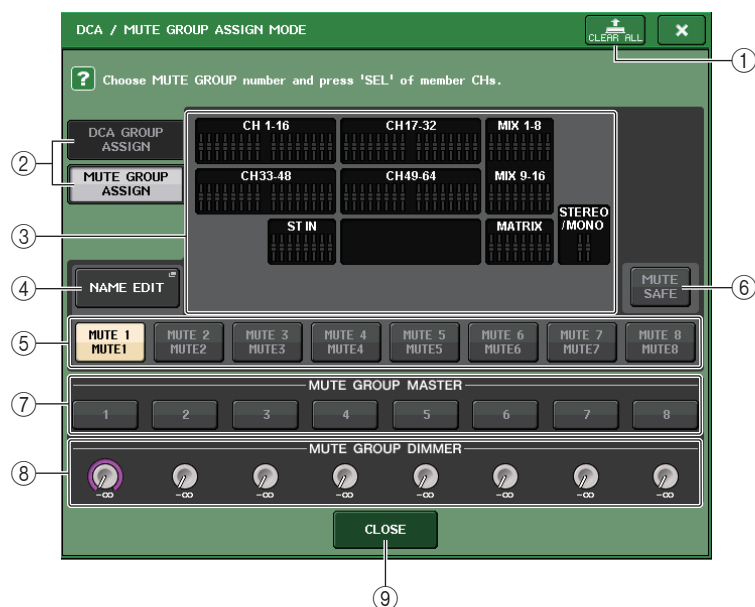 DCA / MUTE GROUP ASSIGN MODE
CLEAR ALL
①
? Choose MUTE GROUP number and press 'SEL' of member CHs.
②
DCA GROUP
ASSIGN
MUTE GROUP
ASSIGN
③
CH 1-16
CH17-32
MIX 1-8
CH33-48
CH49-64
MIX 9-16
ST IN
MATRIX
STEREO
/MONO
④
NAME EDIT
MUTE
SAFE
⑥
⑤
MUTE 1
MUTE1
MUTE 2
MUTE2
MUTE 3
MUTE3
MUTE 4
MUTE4
MUTE 5
MUTE5
MUTE 6
MUTE6
MUTE 7
MUTE7
MUTE 8
MUTE8
⑦
MUTE GROUP MASTER
1 2 3 4 5 6 7 8
⑧
MUTE GROUP DIMMER
-∞ -∞ -∞ -∞ -∞ -∞ -∞ -∞
CLOSE
⑨